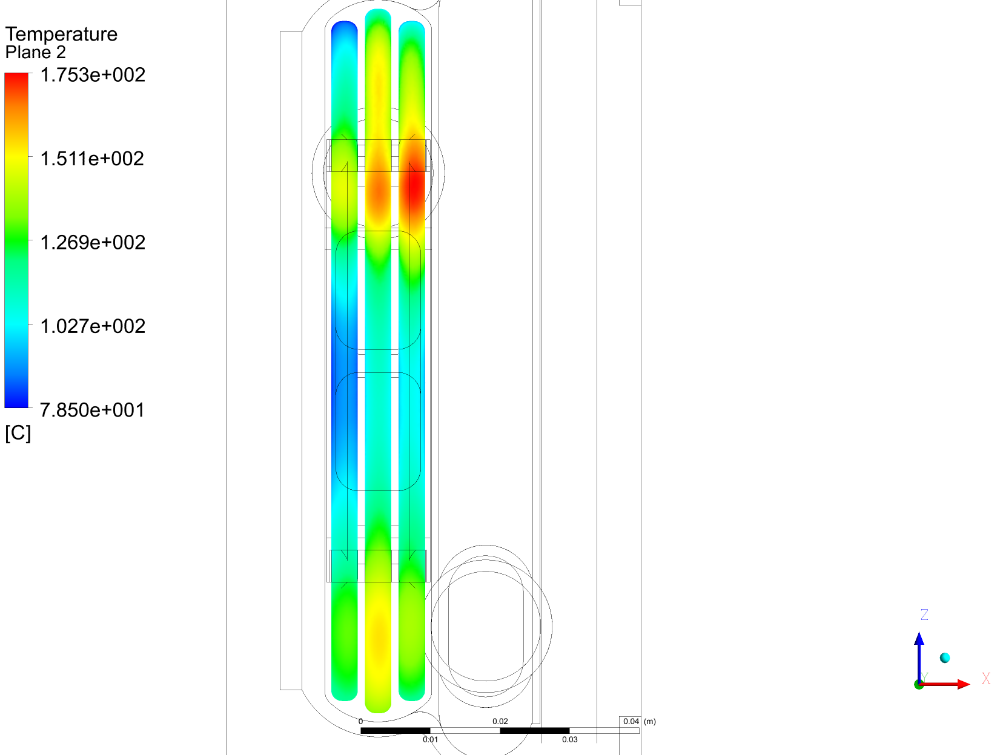 Temperature
Plane 2
1.753e+002
1.511e+002
1.269e+002
1.027e+002
7.850e+001
[C]
Z
Y
X
0 0.02 0.04 (m)
0.01 0.03